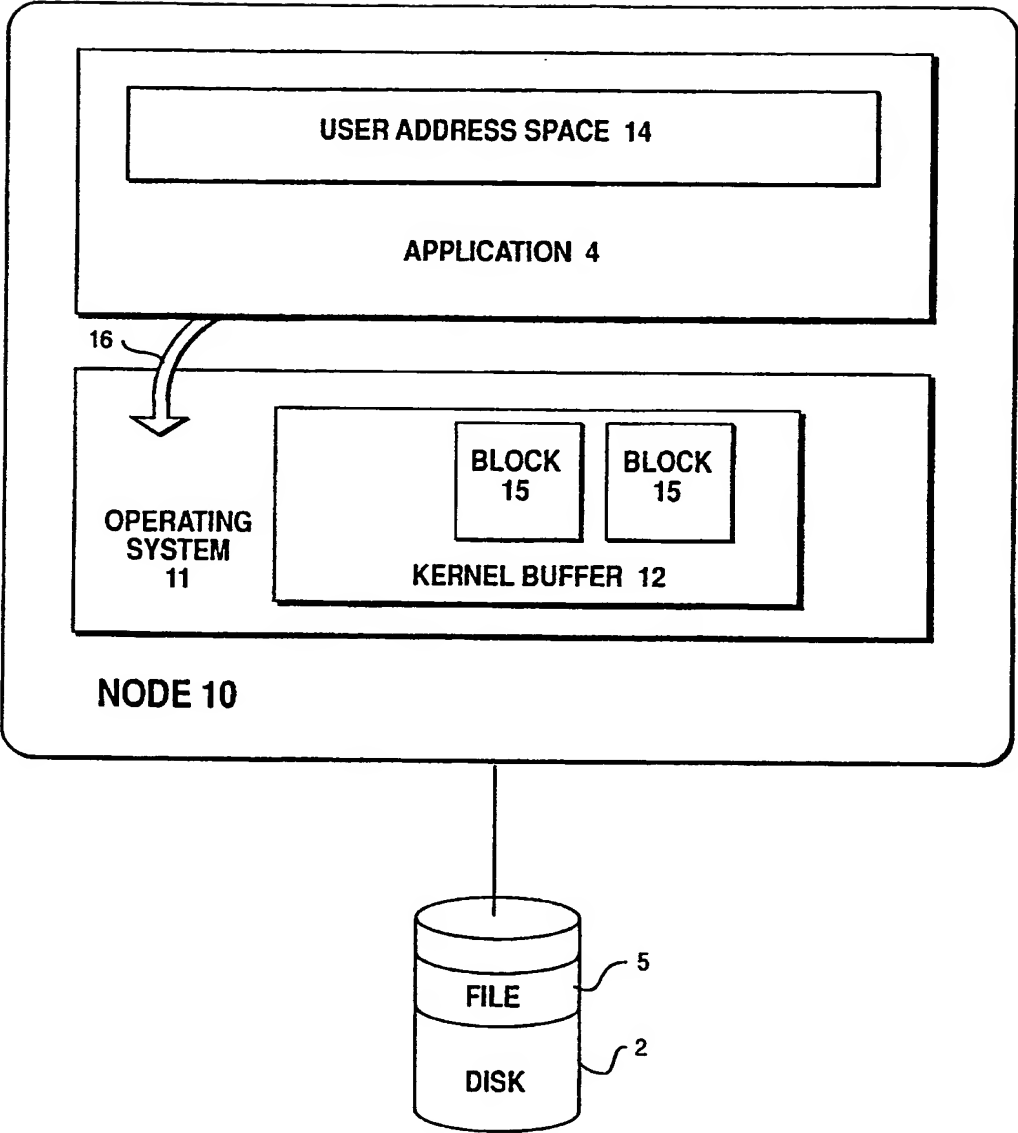 USER ADDRESS SPACE 14
APPLICATION 4
16
BLOCK
15
BLOCK
15
OPERATING
SYSTEM
11
KERNEL BUFFER 12
NODE 10
5
FILE
2
DISK